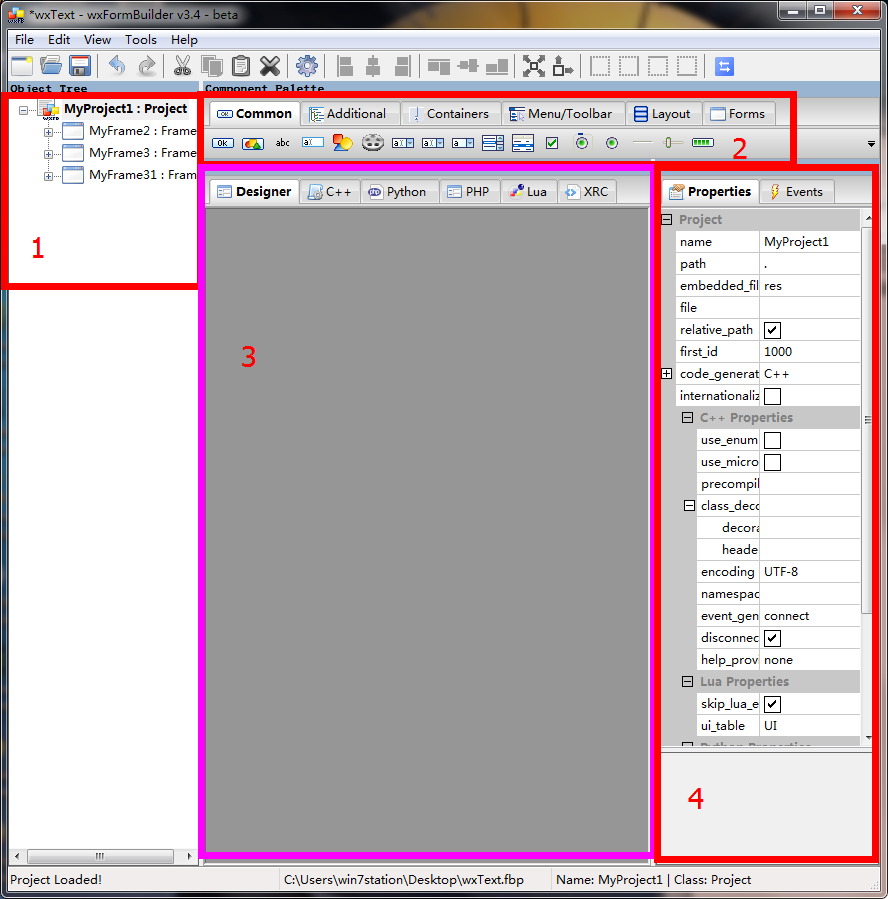 *wxText - wxFormBuilder v3.4 - beta
File Edit View Tools Help
Object Tree
Component Palette
MyProject1 : Project
MyFrame2 : Frame
MyFrame3 : Frame
MyFrame31 : Fram
1
Common Additional Containers Menu/Toolbar Layout Forms
OK abc
2
Designer C++ Python PHP Lua XRC
3
Properties Events
Project
name MyProject1
path .
embedded_fil res
file
relative_path
first_id 1000
code_generat C++
internationaliz
C++ Properties
use_enum
use_micro
precompil
class_deco
decora
heade
encoding UTF-8
namespac
event_gen connect
disconnec
help_prov none
Lua Properties
skip_lua_e
ui_table UI
Python Properties
4
Project Loaded! C:\Users\win7station\Desktop\wxText.fbp Name: MyProject1 | Class: Project